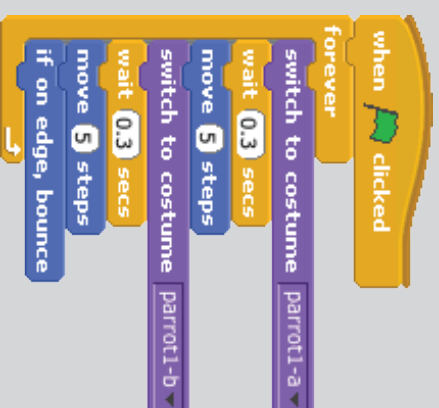 when clicked
forever
switch to costume parrot1-a
wait 0.3 secs
move 5 steps
switch to costume parrot1-b
wait 0.3 secs
move 5 steps
if on edge, bounce